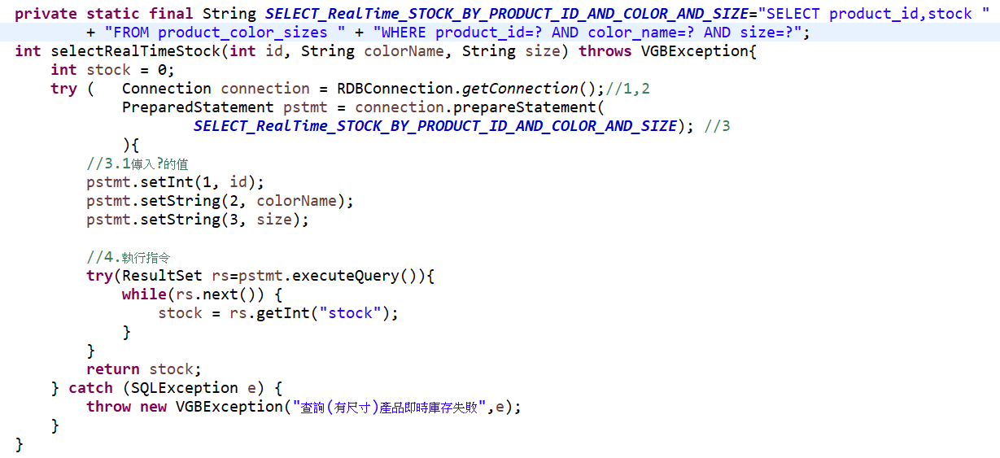 private static final String SELECT_RealTime_STOCK_BY_PRODUCT_ID_AND_COLOR_AND_SIZE="SELECT product_id,stock "
        + "FROM product_color_sizes " + "WHERE product_id=? AND color_name=? AND size=?";
int selectRealTimeStock(int id, String colorName, String size) throws VGBException{
    int stock = 0;
    try (   Connection connection = RDBConnection.getConnection();//1,2
            PreparedStatement pstmt = connection.prepareStatement(
                    SELECT_RealTime_STOCK_BY_PRODUCT_ID_AND_COLOR_AND_SIZE); //3
            ){
        //3.1傳入?的值
        pstmt.setInt(1, id);
        pstmt.setString(2, colorName);
        pstmt.setString(3, size);

        //4.執行指令
        try(ResultSet rs=pstmt.executeQuery()){
            while(rs.next()) {
                stock = rs.getInt("stock");
            }
        }
        return stock;
    } catch (SQLException e) {
        throw new VGBException("查詢(有尺寸)產品即時庫存失敗",e);
    }
}